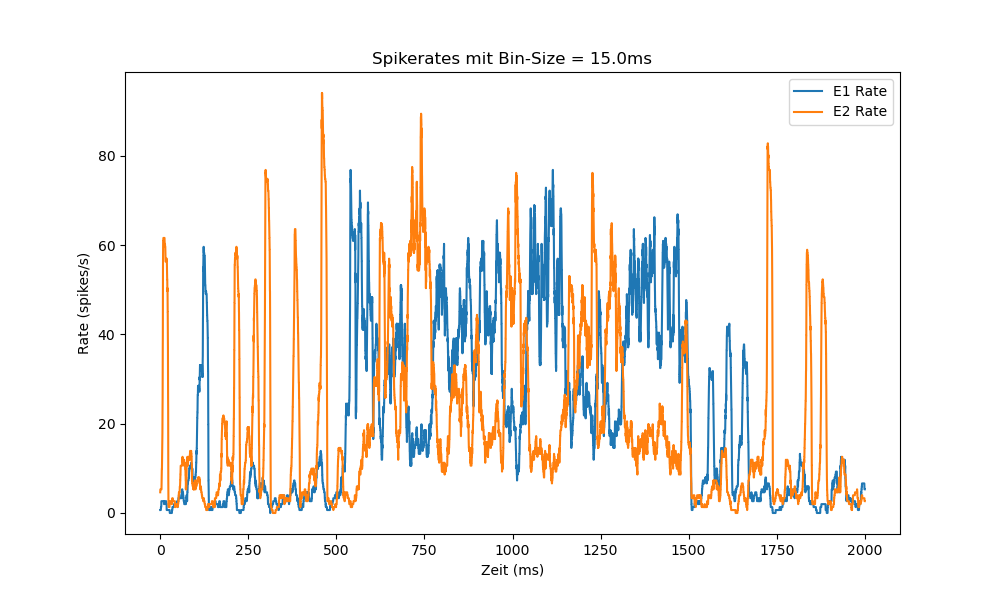 Spikerates mit Bin-Size = 15.0ms
E1 Rate
E2 Rate
Rate (spikes/s)
80
60
40
20
0
0 250 500 750 1000 1250 1500 1750 2000
Zeit (ms)